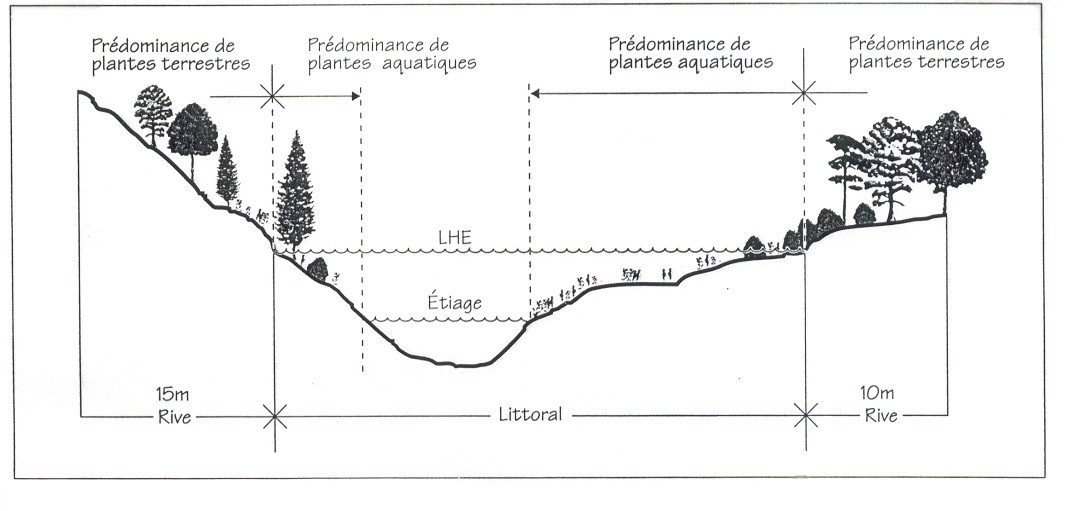 Prédominance de
plantes terrestres
Prédominance de
plantes aquatiques
Prédominance de
plantes aquatiques
Prédominance de
plantes terrestres
LHE
Étiage
15m
Rive
Littoral
10m
Rive